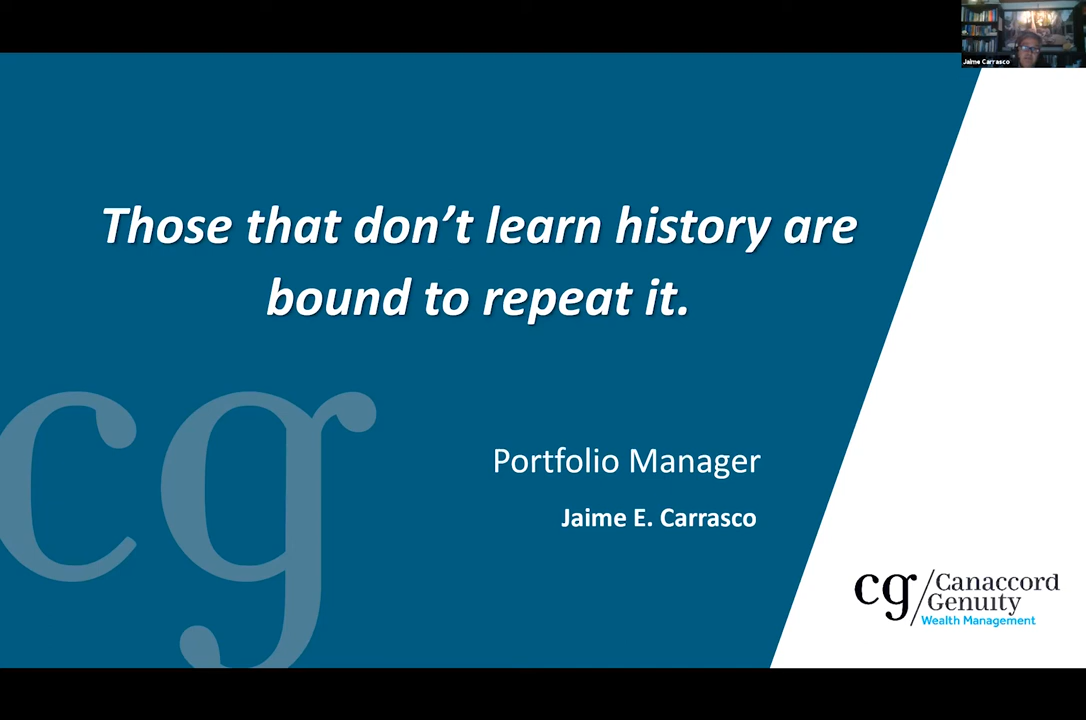 Jaime Carrasco
Those that don’t learn history are
bound to repeat it.
cg
Portfolio Manager
Jaime E. Carrasco
cg/Canaccord
Genuity
Wealth Management